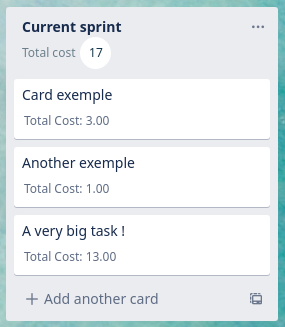 Current sprint
Total cost 17
Card exemple
Total Cost: 3.00
Another exemple
Total Cost: 1.00
A very big task !
Total Cost: 13.00
Add another card